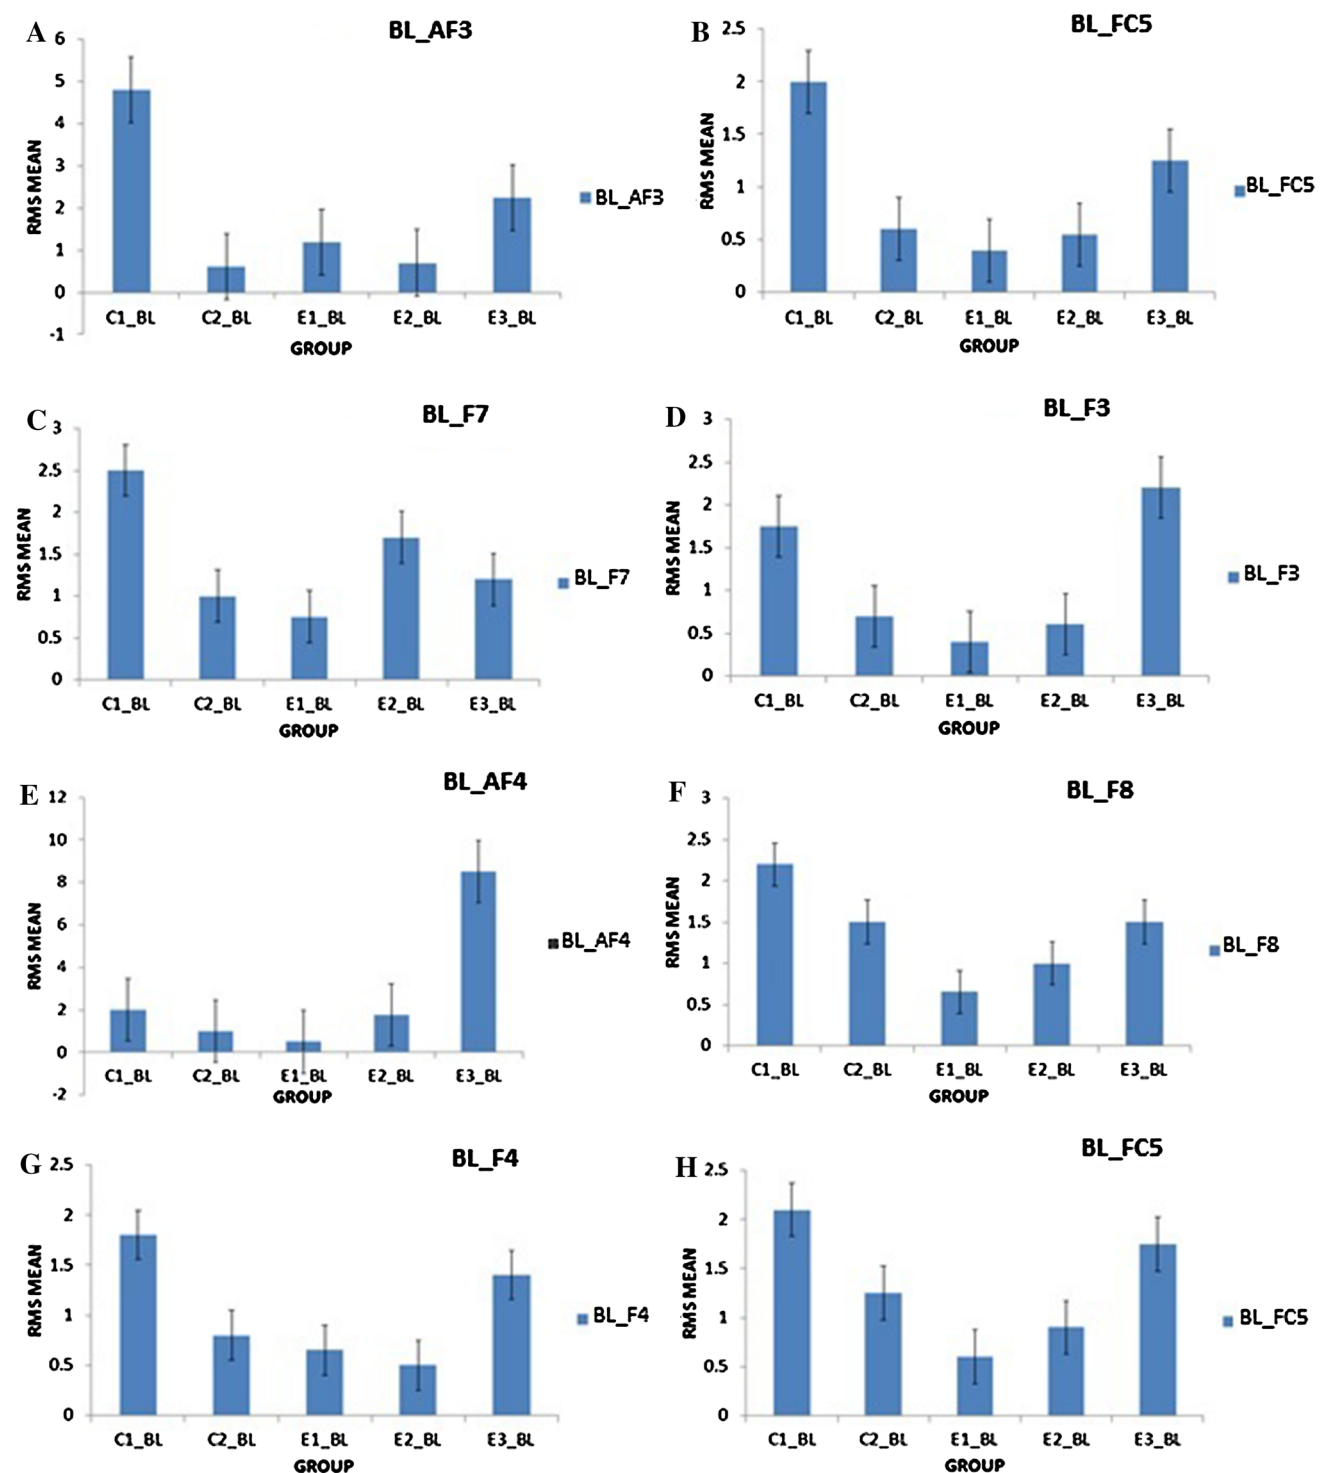 A
BL_AF3
6
5
4
3
2
1
0
-1
RMS MEAN
C1_BL C2_BL E1_BL E2_BL E3_BL
GROUP
BL_AF3
B
BL_FC5
2.5
2
1.5
1
0.5
0
RMS MEAN
C1_BL C2_BL E1_BL E2_BL E3_BL
GROUP
BL_FC5
C
BL_F7
3
2.5
2
1.5
1
0.5
0
RMS MEAN
C1_BL C2_BL E1_BL E2_BL E3_BL
GROUP
BL_F7
D
BL_F3
3
2.5
2
1.5
1
0.5
0
RMS MEAN
C1_BL C2_BL E1_BL E2_BL E3_BL
GROUP
BL_F3
E
BL_AF4
12
10
8
6
4
2
0
-2
RMS MEAN
C1_BL C2_BL E1_BL E2_BL E3_BL
GROUP
BL_AF4
F
BL_F8
3
2.5
2
1.5
1
0.5
0
RMS MEAN
C1_BL C2_BL E1_BL E2_BL E3_BL
GROUP
BL_F8
G
BL_F4
2.5
2
1.5
1
0.5
0
RMS MEAN
C1_BL C2_BL E1_BL E2_BL E3_BL
GROUP
BL_F4
H
BL_FC5
2.5
2
1.5
1
0.5
0
RMS MEAN
C1_BL C2_BL E1_BL E2_BL E3_BL
GROUP
BL_FC5